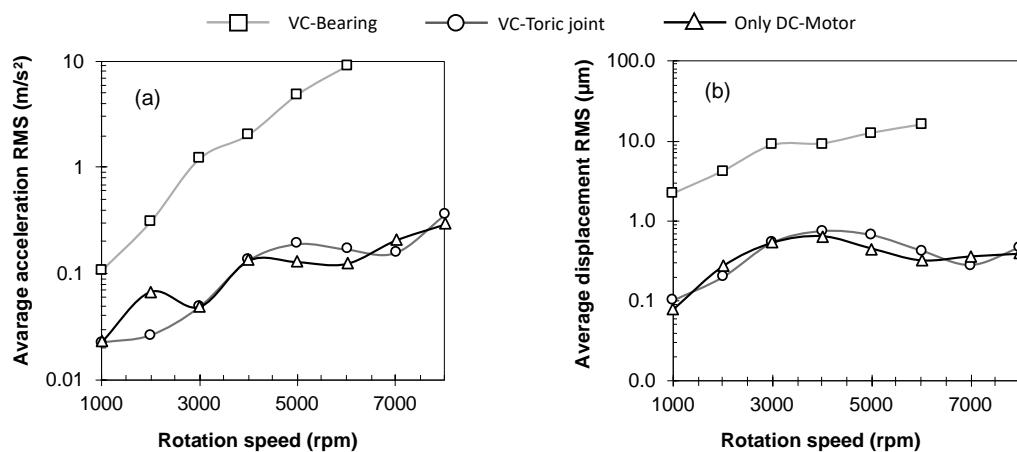 VC-Bearing VC-Toric joint Only DC-Motor
(a)
Avarage acceleration RMS (m/s²)
10
1
0.1
0.01
1000 3000 5000 7000
Rotation speed (rpm)
(b)
Average displacement RMS (µm)
100.0
10.0
1.0
0.1
0.0
1000 3000 5000 7000
Rotation speed (rpm)